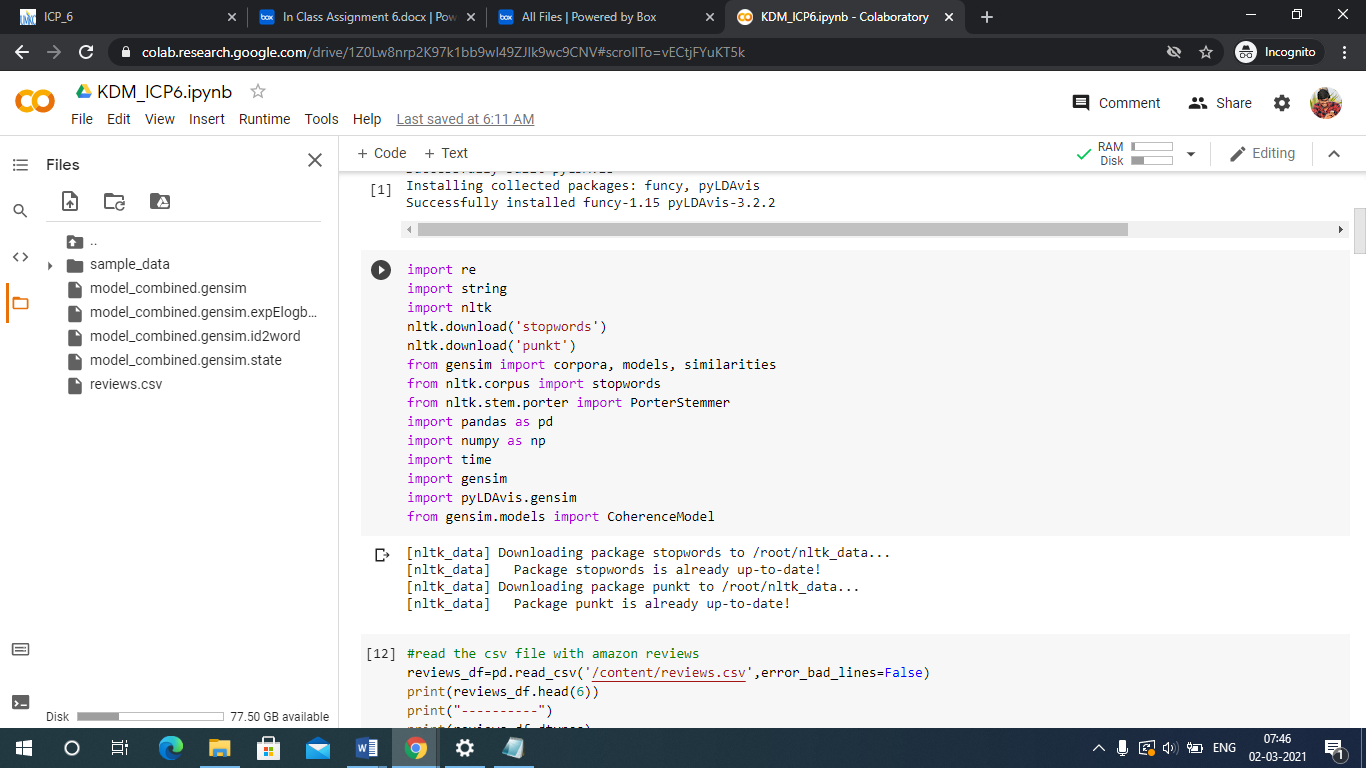 ICP_6
In Class Assignment 6.docx | Pow
All Files | Powered by Box
KDM_ICP6.ipynb - Colaboratory
colab.research.google.com/drive/1Z0Lw8nrp2K97k1bb9wI49ZJIk9wc9CNV#scrollTo=vECtjFYuKT5k
Incognito
KDM_ICP6.ipynb
Comment
Share
File Edit View Insert Runtime Tools Help Last saved at 6:11 AM
Files
+ Code + Text
RAM
Disk
Editing
..
sample_data
model_combined.gensim
model_combined.gensim.expElogb...
model_combined.gensim.id2word
model_combined.gensim.state
reviews.csv
Disk
77.50 GB available
[1]
Installing collected packages: funcy, pyLDAvis
Successfully installed funcy-1.15 pyLDAvis-3.2.2
import re
import string
import nltk
nltk.download('stopwords')
nltk.download('punkt')
from gensim import corpora, models, similarities
from nltk.corpus import stopwords
from nltk.stem.porter import PorterStemmer
import pandas as pd
import numpy as np
import time
import gensim
import pyLDAvis.gensim
from gensim.models import CoherenceModel
[nltk_data] Downloading package stopwords to /root/nltk_data...
[nltk_data]   Package stopwords is already up-to-date!
[nltk_data] Downloading package punkt to /root/nltk_data...
[nltk_data]   Package punkt is already up-to-date!
[12]
#read the csv file with amazon reviews
reviews_df=pd.read_csv('/content/reviews.csv',error_bad_lines=False)
print(reviews_df.head(6))
print("----------")
print(reviews_df.dtypes)
ENG
07:46
02-03-2021
1